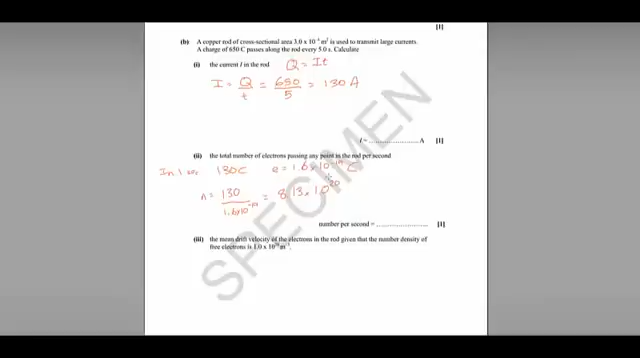 [1]
(b) A copper rod of cross-sectional area 3.0 x 10⁻⁴ m² is used to transmit large currents.
A charge of 650 C passes along the rod every 5.0 s. Calculate
(i) the current I in the rod Q = It
I = Q/t = 650/5 = 130 A
I = ........................ A [1]
(ii) the total number of electrons passing any point in the rod per second
In 1 sec 130C e = 1.6 x 10⁻¹⁹ C
n = 130/1.6x10⁻¹⁹ = 8.13 x 10²⁰
number per second = ........................ [1]
(iii) the mean drift velocity of the electrons in the rod given that the number density of
free electrons is 1.0 x 10²⁹ m⁻³.
SPECIMEN